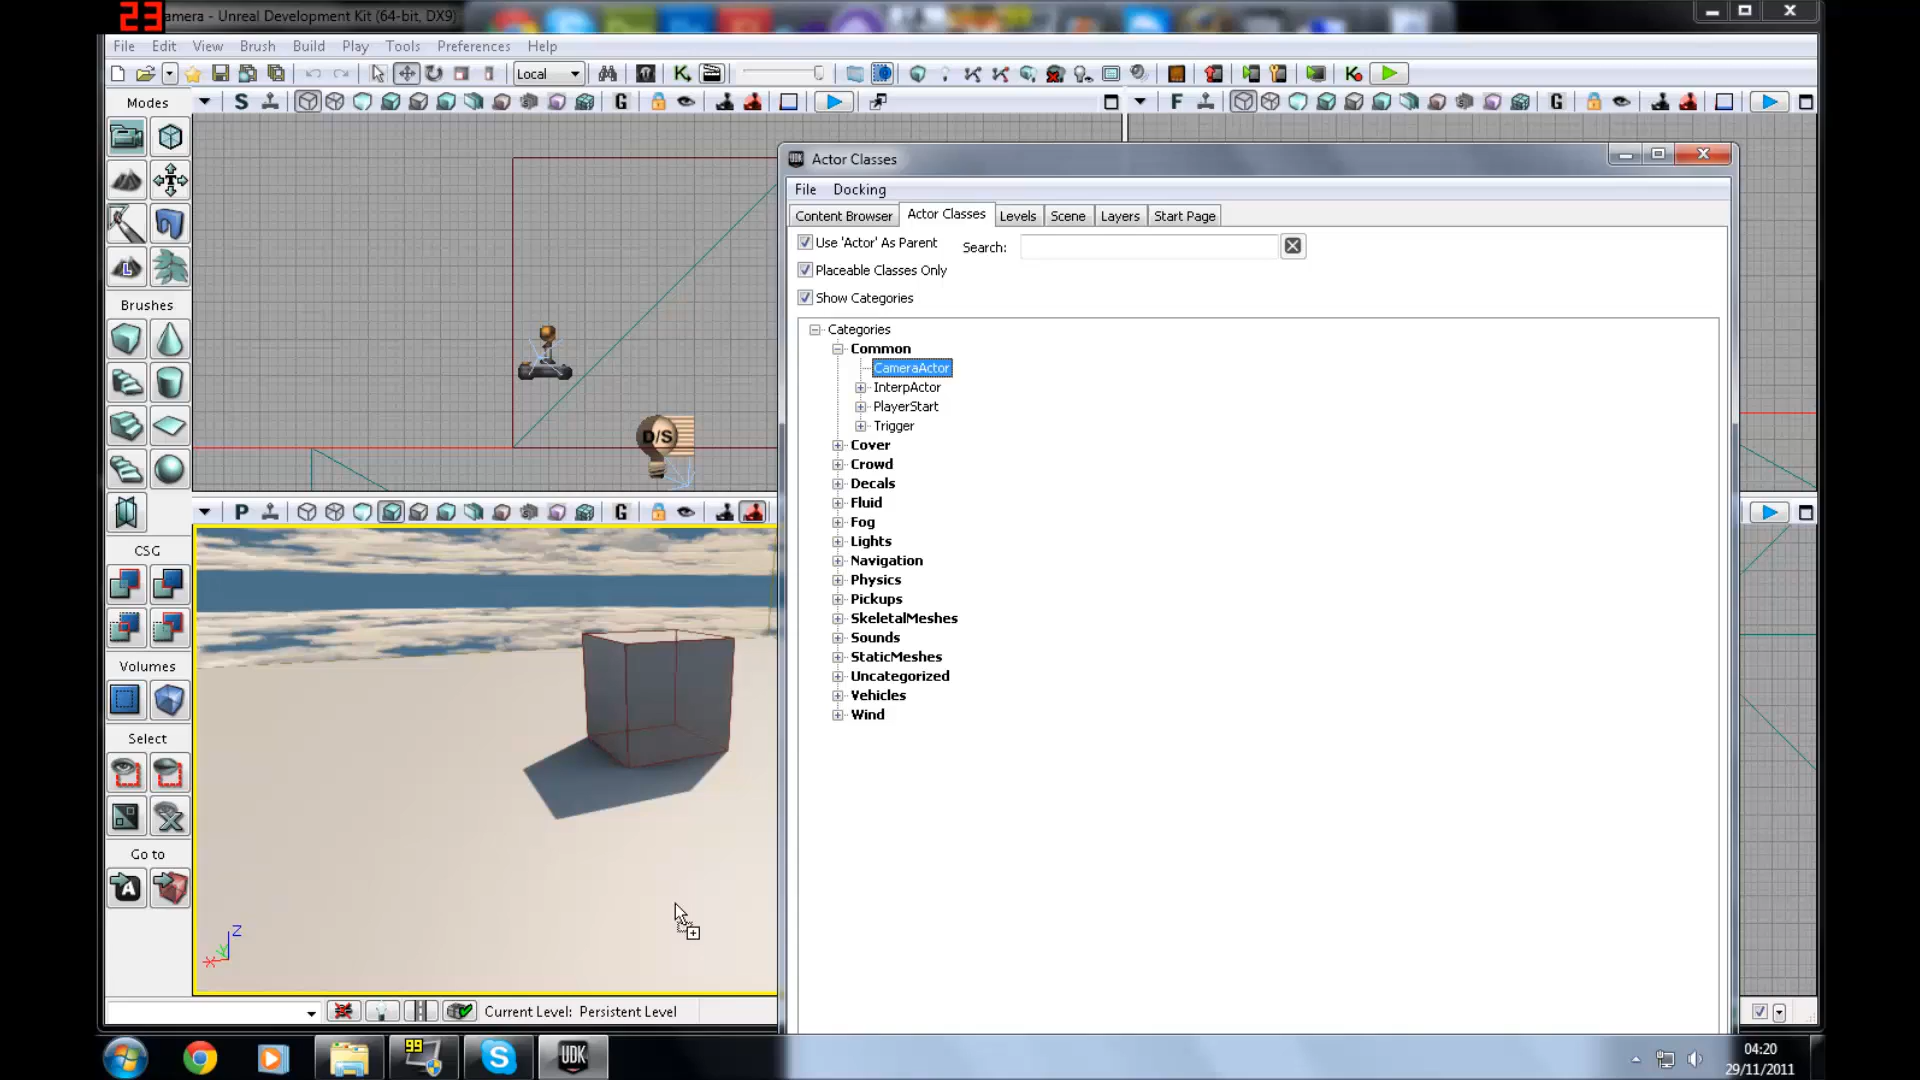 23
amera - Unreal Development Kit (64-bit, DX9)
File Edit View Brush Build Play Tools Preferences Help
Local
Modes
S
G
F
G
Actor Classes
UDK
File Docking
Content Browser Actor Classes Levels Scene Layers Start Page
Use 'Actor' As Parent
Search:
Placeable Classes Only
Show Categories
Brushes
Categories
Common
CameraActor
InterpActor
PlayerStart
Trigger
Cover
Crowd
Decals
Fluid
Fog
Lights
Navigation
Physics
Pickups
SkeletalMeshes
Sounds
StaticMeshes
Uncategorized
Vehicles
Wind
D/S
P
G
CSG
Volumes
Select
Go to
A
Z
Y
X
Current Level: Persistent Level
99
S
UDK
04:20
29/11/2011